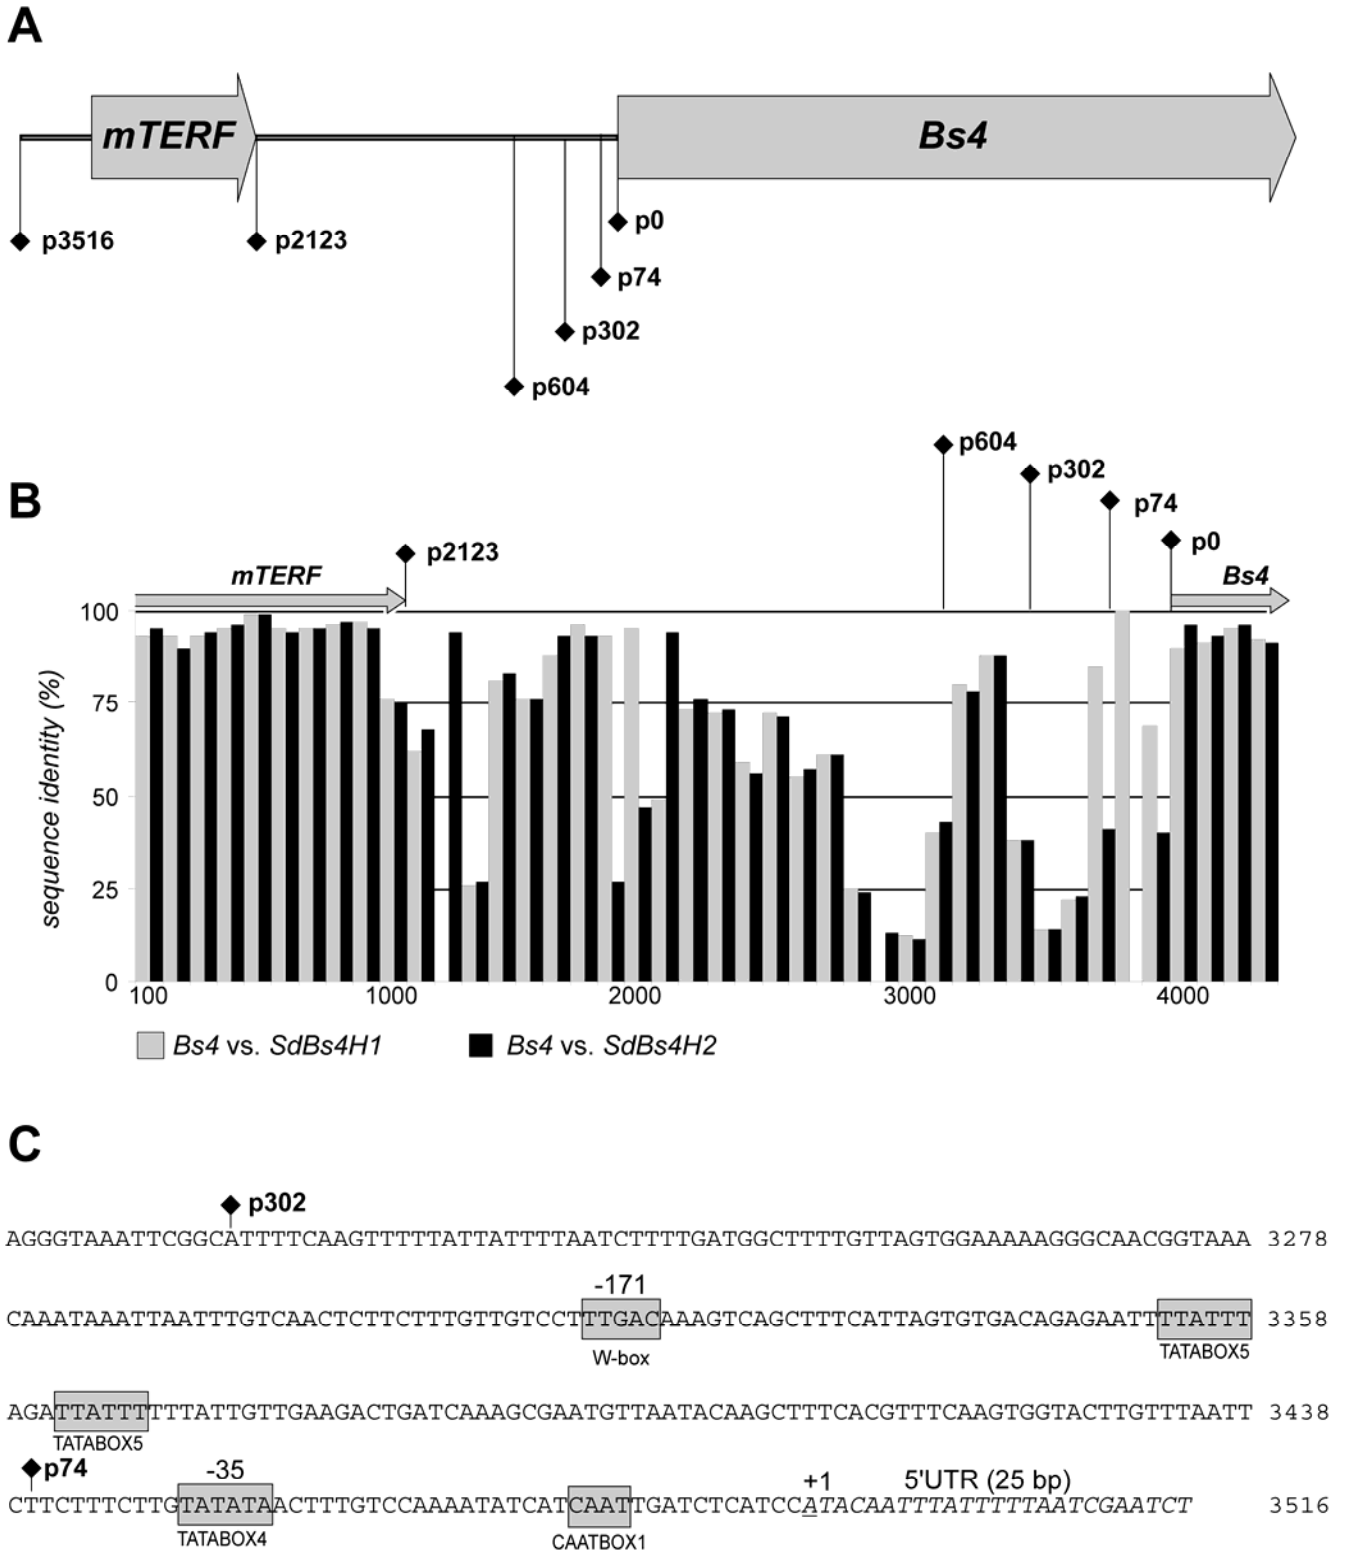 A
mTERF
Bs4
p3516
p2123
p0
p74
p302
p604
B
p604
p302
p74
p0
p2123
mTERF
Bs4
sequence identity (%)
100
75
50
25
0
100 1000 2000 3000 4000
Bs4 vs. SdBs4H1
Bs4 vs. SdBs4H2
C
p302
AGGGTAAATTCGGCATTTTCAAGTTTTTATTATTTTAATCTTTTGATGGCTTTTGTTAGTGGAAAAAGGGCAACGGTAAA 3278
-171
CAAATAAATTAATTTGTCAACTCTTCTTTGTTGTCCTTTGACAAAGTCAGCTTTCATTAGTGTGACAGAGAATTTTATTT 3358
W-box
TATABOX5
AGATTATTTTTTATTGTTGAAGACTGATCAAAGCGAATGTTAATACAAGCTTTCACGTTTCAAGTGGTACTTGTTTAATT 3438
TATABOX5
p74
-35
+1
5'UTR (25 bp)
CTTCTTTCTTGTATATAACTTTGTCCAAAATATCATCAATTGATCTCATCCATACAATTTATTTTTAATCGAATCT 3516
TATABOX4
CAATBOX1